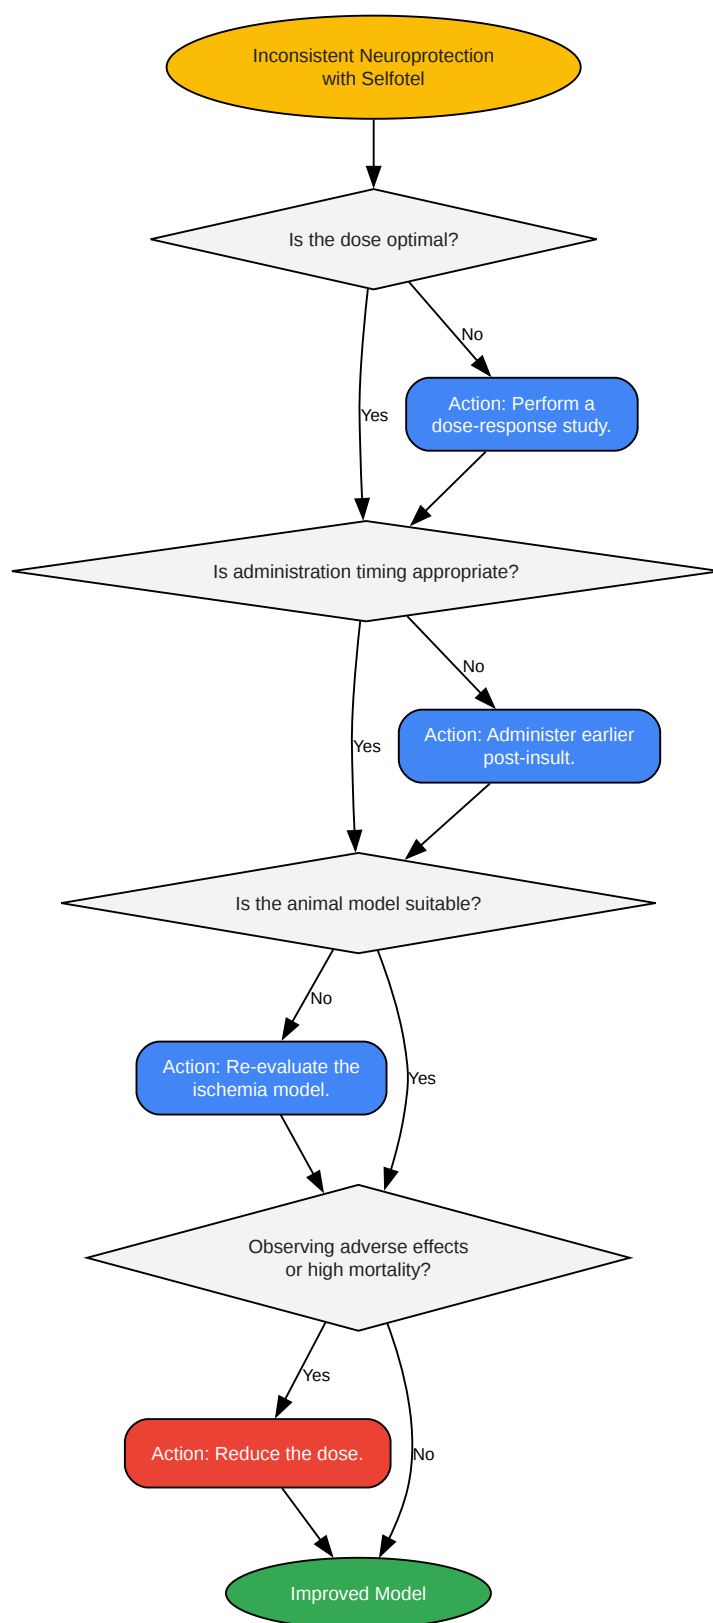 Inconsistent Neuroprotection
with Selfotel
Is the dose optimal?
No
Action: Perform a
dose-response study.
Yes
Is administration timing appropriate?
No
Action: Administer earlier
post-insult.
Yes
Is the animal model suitable?
No
Action: Re-evaluate the
ischemia model.
Yes
Observing adverse effects
or high mortality?
Yes
Action: Reduce the dose.
No
Improved Model